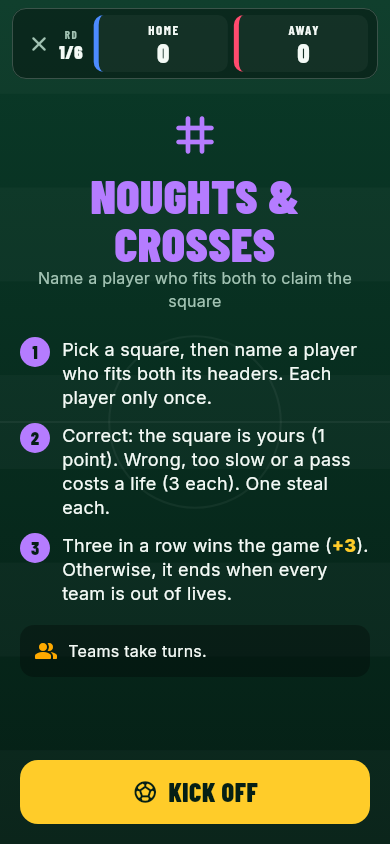 RD
1/6
HOME
0
AWAY
0
NOUGHTS &
CROSSES
Name a player who fits both to claim the
square
1
Pick a square, then name a player
who fits both its headers. Each
player only once.
2
Correct: the square is yours (1
point). Wrong, too slow or a pass
costs a life (3 each). One steal
each.
3
Three in a row wins the game (+3).
Otherwise, it ends when every
team is out of lives.
Teams take turns.
KICK OFF